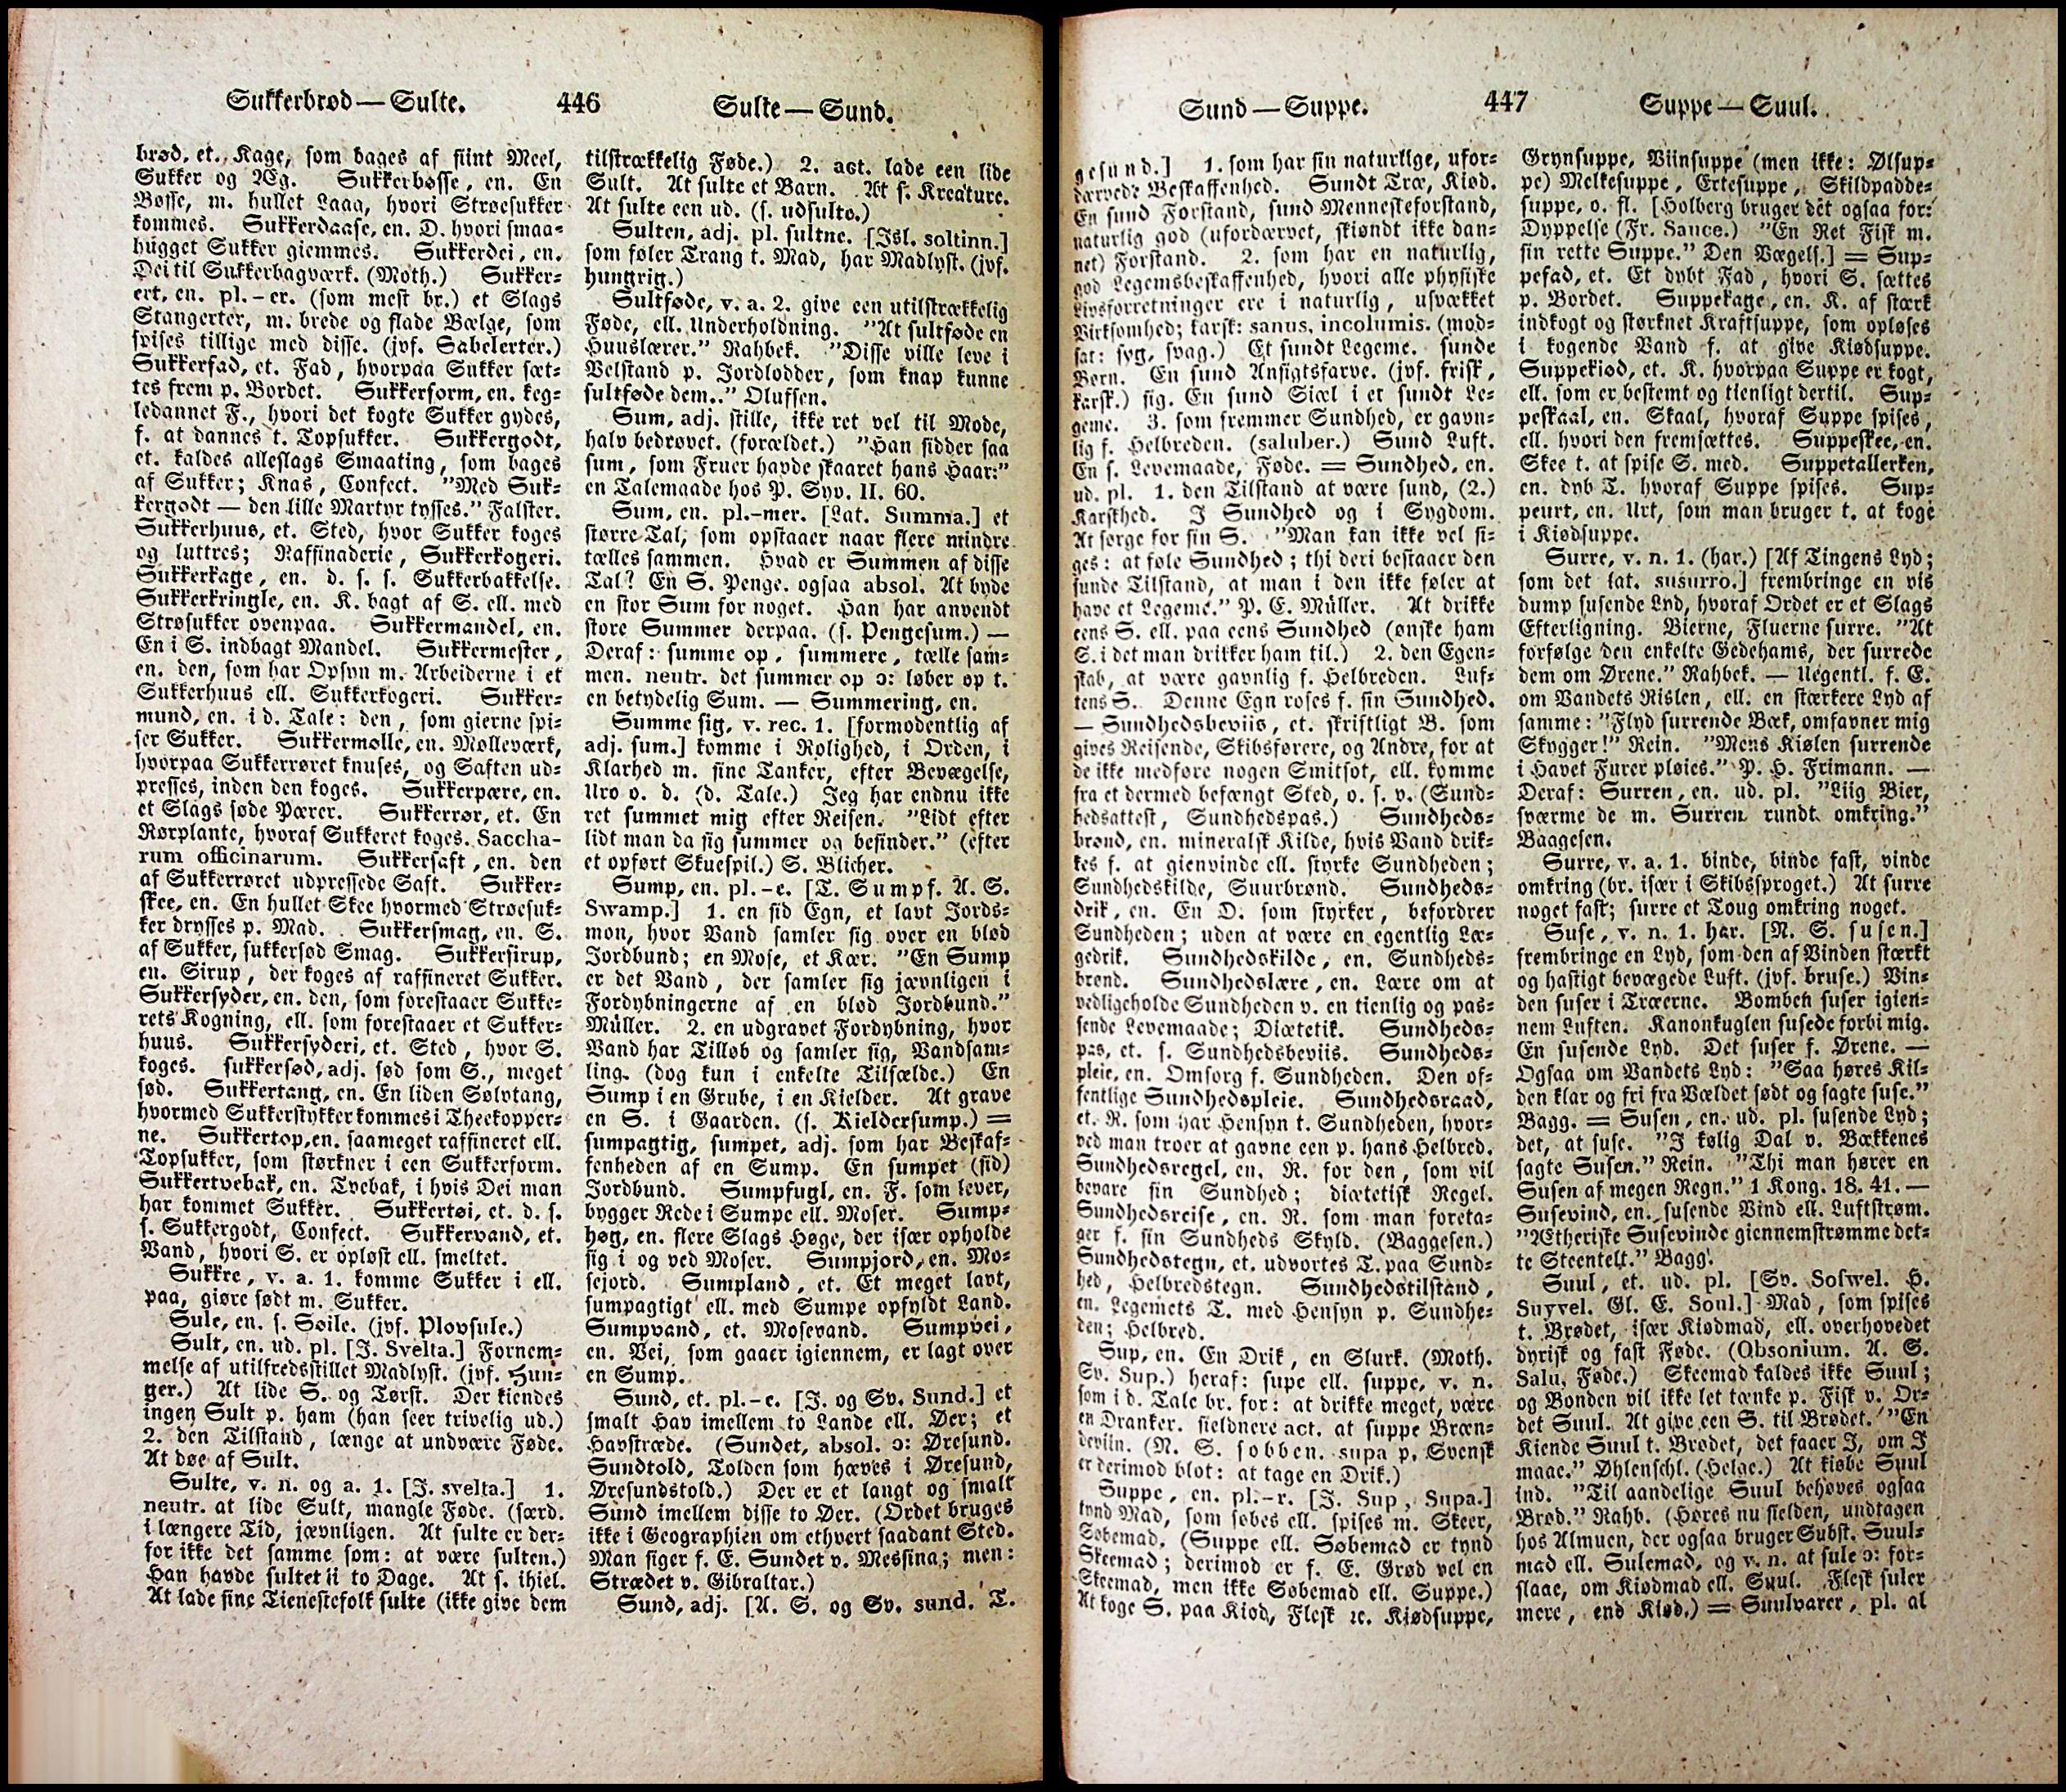 Sukkerbrød—Sulte. 446 Sulte—Sund.
brød, et. Kage, som bages af fiint Meel,
Sukker og Æg. Sukkerbøsse, en. En
Bøsse, m. hullet Laag, hvori Strøesukker
kommes. Sukkerdaase, en. D. hvori smaa-
hugget Sukker giemmes. Sukkerdei, en.
Dei til Sukkerbagværk. (Moth.) Sukker-
ert, en. pl.-er. (som mest br.) et Slags
Stangerter, m. brede og flade Bælge, som
spises tillige med disse. (jvf. Sabelerter.)
Sukkerfad, et. Fad, hvorpaa Sukker sæt-
tes frem p. Bordet. Sukkerform, en. keg-
ledannet F., hvori det kogte Sukker gydes,
f. at dannes t. Topsukker. Sukkergodt,
et. kaldes alleslags Smaating, som bages
af Sukker; Knas, Confect. "Med Suk-
kergodt — den lille Martyr tysses." Falster.
Sukkerhuus, et. Sted, hvor Sukker koges
og luttres; Raffinaderie, Sukkerkogeri.
Sukkerkage, en. d. s. s. Sukkerbakkelse.
Sukkerkringle, en. K. bagt af S. ell. med
Strøsukker ovenpaa. Sukkermandel, en.
En i S. indbagt Mandel. Sukkermester,
en. den, som har Opsyn m. Arbeiderne i et
Sukkerhuus ell. Sukkerkogeri. Sukker-
mund, en. i d. Tale: den, som gierne spi-
ser Sukker. Sukkermølle, en. Mølleværk,
hvorpaa Sukkerrøret knuses, og Saften ud-
presses, inden den koges. Sukkerpære, en.
et Slags søde Pærer. Sukkerrør, et. En
Rørplante, hvoraf Sukkeret koges. Saccha-
rum officinarum. Sukkersaft, en. den
af Sukkerrøret udpressede Saft. Sukker-
skee, en. En hullet Skee hvormed Strøesuk-
ker drysses p. Mad. Sukkersmag, en. S.
af Sukker, sukkersød Smag. Sukkersirup,
en. Sirup, der koges af raffineret Sukker.
Sukkersyder, en. den, som forestaaer Sukke-
rets Kogning, ell. som forestaaer et Sukker-
huus. Sukkersyderi, et. Sted, hvor S.
koges. sukkersød, adj. sød som S., meget
sød. Sukkertang, en. En liden Sølvtang,
hvormed Sukkerstykker kommes i Theekopper-
ne. Sukkertop, en. saameget raffineret ell.
Topsukker, som størkner i een Sukkerform.
Sukkertvebak, en. Tvebak, i hvis Dei man
har kommet Sukker. Sukkertøi, et. d. s.
s. Sukkergodt, Confect. Sukkervand, et.
Vand, hvori S. er opløst ell. smeltet.
Sukkre, v. a. 1. komme Sukker i ell.
paa, giøre sødt m. Sukker.
Sule, en. s. Søile. (jvf. Plovsule.)
Sult, en. ud. pl. [I. Svelta.] Fornem-
melse af utilfredsstillet Madlyst. (jvf. Hun-
ger.) At lide S. og Tørst. Der kiendes
ingen Sult p. ham (han seer trivelig ud.)
2. den Tilstand, længe at undvære Føde.
At døe af Sult.
Sulte, v. n. og a. 1. [I. svelta.] 1.
neutr. at lide Sult, mangle Føde. (færd.
i længere Tid, jævnligen. At sulte er der-
for ikke det samme som: at være sulten.)
Han havde sultet ii to Dage. At s. ihiel.
At lade sine Tienestefolk sulte (ikke give dem
tilstrækkelig Føde.) 2. act. lade een lide
Sult. At sulte et Barn. At s. Kreature.
At sulte een ud. (s. udsulte.)
Sulten, adj. pl. sultne. [Isl. soltinn.]
som føler Trang t. Mad, har Madlyst. (jvf.
hungrig.)
Sultføde, v. a. 2. give een utilstrækkelig
Føde, ell. Underholdning. "At sultføde en
Huuslærer." Rahbek. "Disse ville leve i
Velstand p. Jordlodder, som knap kunne
sultføde dem.." Olufsen.
Sum, adj. stille, ikke ret vel til Mode,
halv bedrøvet. (forældet.) "Han sidder saa
sum, som Fruer havde skaaret hans Haar:"
en Talemaade hos P. Syv. II. 60.
Sum, en. pl.-mer. [Lat. Summa.] et
større Tal, som opstaaer naar flere mindre
tælles sammen. Hvad er Summen af disse
Tal? En S. Penge. ogsaa absol. At byde
en stor Sum for noget. Han har anvendt
store Summer derpaa. (s. Pengesum.) —
Deraf: summe op, summere, tælle sam-
men. neutr. det summer op ɔ: løber op t.
en betydelig Sum. — Summering, en.
Summe sig, v. rec. 1. [formodentlig af
adj. sum.] komme i Rolighed, i Orden, i
Klarhed m. sine Tanker, efter Bevægelse,
Uro o. d. (d. Tale.) Jeg har endnu ikke
ret summet mig efter Reisen. "Lidt efter
lidt man da sig summer og befinder." (efter
et opført Skuespil.) S. Blicher.
Sump, en. pl.-e. [T. Sumpf. A. S.
Swamp.] 1. en sid Egn, et lavt Jords-
mon, hvor Vand samler sig over en blød
Jordbund; en Mose, et Kær. "En Sump
er det Vand, der samler sig jævnligen i
Fordybningerne af en blød Jordbund."
Müller. 2. en udgravet Fordybning, hvor
Vand har Tilløb og samler sig, Vandsam-
ling. (dog kun i enkelte Tilfælde.) En
Sump i en Grube, i en Kielder. At grave
en S. i Gaarden. (s. Kieldersump.) =
sumpagtig, sumpet, adj. som har Beskaf-
fenheden af en Sump. En sumpet (sid)
Jordbund. Sumpfugl, en. F. som lever,
bygger Rede i Sumpe ell. Moser. Sump-
høg, en. flere Slags Høge, der især opholde
sig i og ved Moser. Sumpjord, en. Mo-
sejord. Sumpland, et. Et meget lavt,
sumpagtigt ell. med Sumpe opfyldt Land.
Sumpvand, et. Mosevand. Sumpvei,
en. Vei, som gaaer igiennem, er lagt over
en Sump.
Sund, et. pl.-e. [I. og Sv. Sund.] et
smalt Hav imellem to Lande ell. Øer; et
Havstræde. (Sundet, absol. ɔ: Øresund.
Sundtold, Tolden som hæves i Øresund,
Øresundstold.) Der er et langt og smalt
Sund imellem disse to Øer. (Ordet bruges
ikke i Geographien om ethvert saadant Sted.
Man siger f. E. Sundet v. Messina; men:
Strædet v. Gibraltar.)
Sund, adj. [A. S. og Sv. sund. T.
Sund—Suppe. 447 Suppe—Suul.
gesund.] 1. som har sin naturlige, ufor-
dærvede Beskaffenhed. Sundt Træ, Kiød.
En sund Forstand, sund Menneskeforstand,
naturlig god (ufordærvet, skiøndt ikke dan-
net) Forstand. 2. som har en naturlig,
god Legemsbeskaffenhed, hvori alle physiske
Livsforretninger ere i naturlig, usvækket
Virksomhed; karsk: sanus, incolumis. (mod-
sat: syg, svag.) Et sundt Legeme. sunde
Børn. En sund Ansigtsfarve. (jvf. frisk,
karsk.) fig. En sund Siæl i et sundt Le-
geme. 3. som fremmer Sundhed, er gavn-
lig f. Helbreden. (saluber.) Sund Luft.
En s. Levemaade, Føde. = Sundhed, en.
ud. pl. 1. den Tilstand at være sund, (2.)
Karskhed. I Sundhed og i Sygdom.
At sørge for sin S. "Man kan ikke vel si-
ges: at føle Sundhed; thi deri bestaaer den
sunde Tilstand, at man i den ikke føler at
have et Legeme." P. E. Müller. At drikke
eens S. ell. paa eens Sundhed (ønske ham
S. i det man drikker ham til.) 2. den Egen-
skab, at være gavnlig f. Helbreden. Luf-
tens S. Denne Egn roses f. sin Sundhed.
— Sundhedsbeviis, et. skriftligt B. som
gives Reisende, Skibsførere, og Andre, for at
de ikke medføre nogen Smitsot, ell. komme
fra et dermed befængt Sted, o. s. v. (Sund-
hedsattest, Sundhedspas.) Sundheds-
brønd, en. mineralsk Kilde, hvis Vand drik-
kes f. at gienvinde ell. styrke Sundheden;
Sundhedskilde, Suurbrønd. Sundheds-
drik, en. En D. som styrker, befordrer
Sundheden; uden at være en egentlig Læ-
gedrik. Sundhedskilde, en. Sundheds-
brønd. Sundhedslære, en. Lære om at
vedligeholde Sundheden v. en tienlig og pas-
sende Levemaade; Diætetik. Sundheds-
pas, et. s. Sundhedsbeviis. Sundheds-
pleie, en. Omsorg f. Sundheden. Den of-
fentlige Sundhedspleie. Sundhedsraad,
et. R. som har Hensyn t. Sundheden, hvor-
ved man troer at gavne een p. hans Helbred.
Sundhedsregel, en. R. for den, som vil
bevare sin Sundhed; diætetisk Regel.
Sundhedsreise, en. R. som man foreta-
ger f. sin Sundheds Skyld. (Baggesen.)
Sundhedstegn, et. udvortes T. paa Sund-
hed, Helbredstegn. Sundhedstilstand,
en. Legemets T. med Hensyn p. Sundhe-
den; Helbred.
Sup, en. En Drik, en Slurk. (Moth.
Sv. Sup.) heraf: supe ell. suppe, v. n.
som i d. Tale br. for: at drikke meget, være
en Dranker. sieldnere act. at suppe Bræn-
deviin. (N. S. sobben. supa p. Svensk
er derimod blot: at tage en Drik.)
Suppe, en. pl.-r. [I. Sup, Supa.]
tynd Mad, som søbes ell. spises m. Skeer,
Søbemad. (Suppe ell. Søbemad er tynd
Skeemad; derimod er f. E. Grød vel en
Skeemad, men ikke Søbemad ell. Suppe.)
At koge S. paa Kiød, Flesk ꝛc. Kiødsuppe,
Grynsuppe, Viinsuppe (men ikke: Ølsup-
pe) Melkesuppe, Ertesuppe, Skildpadde-
suppe, o. fl. [Holberg bruger det ogsaa for:
Dyppelse (Fr. Sauce.) "En Ret Fisk m.
sin rette Suppe." Den Vægels.] = Sup-
pefad, et. Et dybt Fad, hvori S. sættes
p. Bordet. Suppekage, en. K. af stærk
indkogt og størknet Kraftsuppe, som opløses
i kogende Vand f. at give Kiødsuppe.
Suppekiød, et. K. hvorpaa Suppe er kogt,
ell. som er bestemt og tienligt dertil. Sup-
peskaal, en. Skaal, hvoraf Suppe spises,
ell. hvori den fremsættes. Suppeskee, en.
Skee t. at spise S. med. Suppetallerken,
en. dyb T. hvoraf Suppe spises. Sup-
peurt, en. Urt, som man bruger t. at koge
i Kiødsuppe.
Surre, v. n. 1. (har.) [Af Tingens Lyd;
som det lat. susurro.] frembringe en vis
dump susende Lyd, hvoraf Ordet er et Slags
Efterligning. Bierne, Fluerne surre. "At
forfølge den enkelte Gedehams, der surrede
dem om Ørene." Rahbek. — Uegentl. f. E.
om Vandets Rislen, ell. en stærkere Lyd af
samme: "Flyd surrende Bæk, omfavner mig
Skygger!" Rein. "Mens Kiølen surrende
i Havet Furer pløies." P. H. Frimann. —
Deraf: Surren, en. ud. pl. "Liig Bier,
sværme de m. Surren rundt omkring."
Baggesen.
Surre, v. a. 1. binde, binde fast, vinde
omkring (br. især i Skibssproget.) At surre
noget fast; surre et Toug omkring noget.
Suse, v. n. 1. har. [N. S. susen.]
frembringe en Lyd, som den af Vinden stærkt
og hastigt bevægede Luft. (jvf. bruse.) Vin-
den suser i Træerne. Bomben suser igien-
nem Luften. Kanonkuglen susede forbi mig.
En susende Lyd. Det suser f. Ørene. —
Ogsaa om Vandets Lyd: "Saa høres Kil-
den klar og fri fra Vældet sødt og sagte suse."
Bagg. = Susen, en. ud. pl. susende Lyd;
det, at suse. "I kølig Dal v. Bækkenes
sagte Susen." Rein. "Thi man hører en
Susen af megen Regn." 1 Kong. 18. 41. —
Susevind, en. susende Vind ell. Luftstrøm.
"Ætheriske Susevinde giennemstrømme det-
te Steentelt." Bagg.
Suul, et. ud. pl. [Sv. Sofwel. H.
Suyvel. Gl. E. Soul.] Mad, som spises
t. Brødet, især Kiødmad, ell. overhovedet
dyrisk og fast Føde. (Obsonium. A. S.
Salu, Føde.) Skeemad kaldes ikke Suul;
og Bonden vil ikke let tænke p. Fisk v. Or-
det Suul. At give een S. til Brødet. "En
Kiende Suul t. Brødet, det faaer I, om I
maae." Øhlenschl. (Helge.) At kiøbe Suul
ind. "Til aandelige Suul behøves ogsaa
Brød." Rahb. (Høres nu sielden, undtagen
hos Almuen, der ogsaa bruger Subst. Suul-
mad ell. Sulemad, og v. n. at sule ɔ: for-
slaae, om Kiødmad ell. Suul. Flesk suler
mere, end Kiød.) = Suulvarer, pl. al